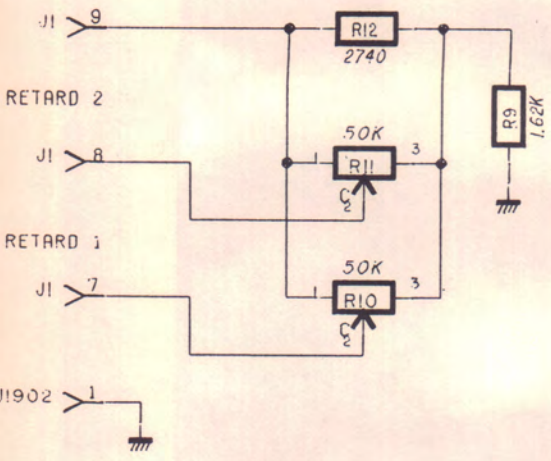 J1 9
R12
2740
R9
1.62K
RETARD 2
50K
J1 8
1 R11 3
2
RETARD 1
50K
J1 7
1 R10 3
2
J1902 1